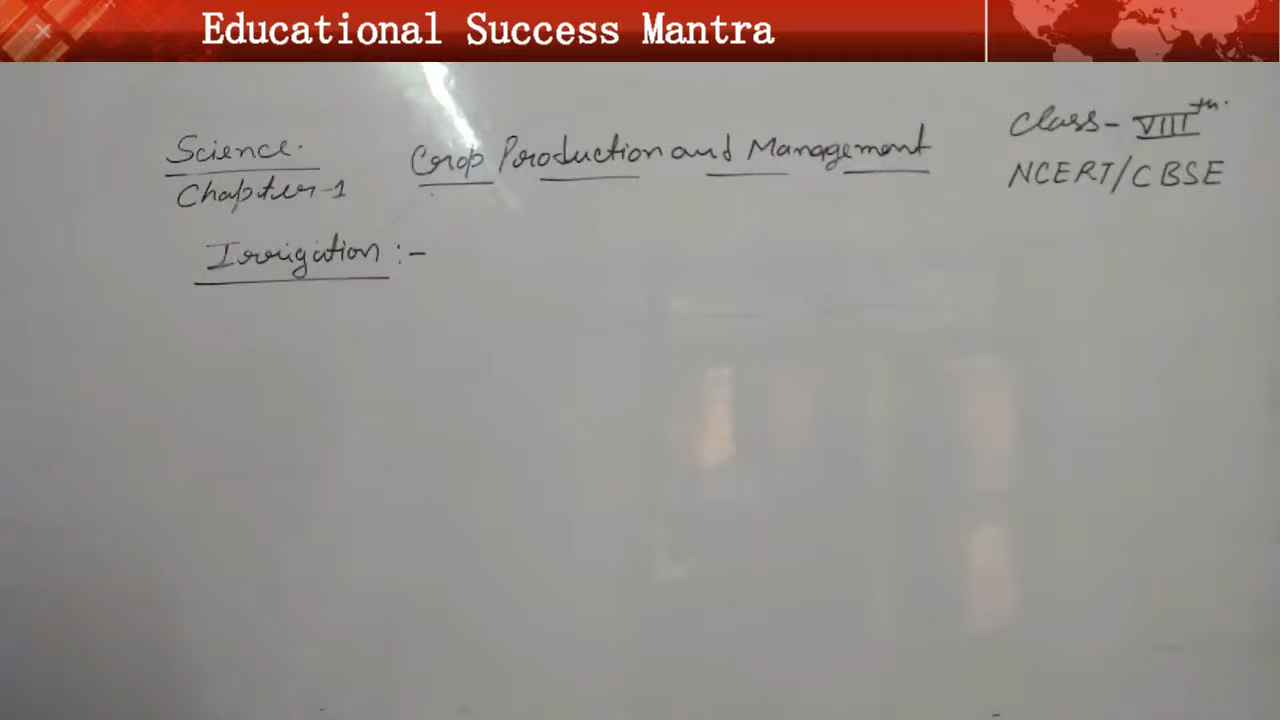 Educational Success Mantra
Science.
Chapter-1
Crop Production and Management
Class- VIIIth.
NCERT/CBSE
Irrigation :-